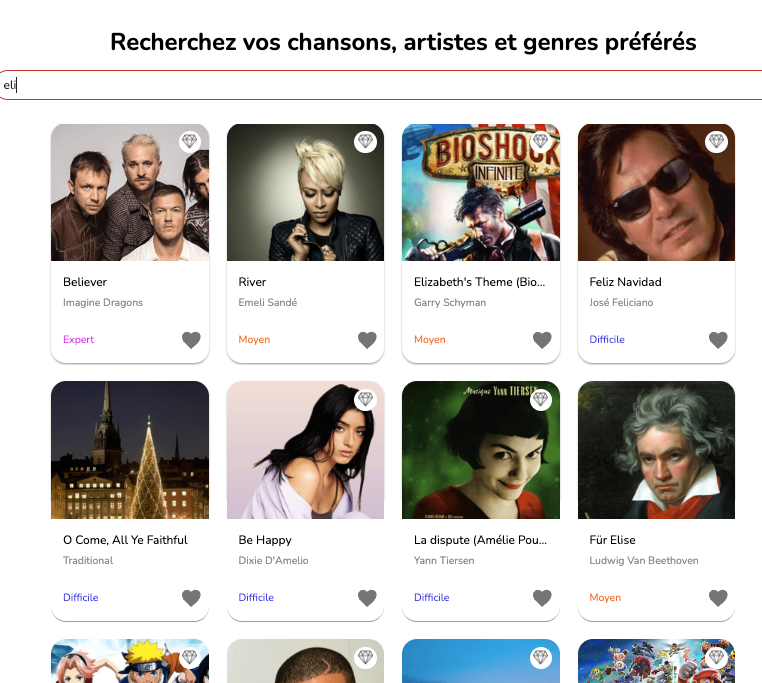 Recherchez vos chansons, artistes et genres préférés
eli
BIOSHOCK
INFINITE
Believer
Imagine Dragons
Expert
River
Emeli Sandé
Moyen
Elizabeth's Theme (Bio...
Garry Schyman
Moyen
Feliz Navidad
José Feliciano
Difficile
Musique YANN TIERSEN
O Come, All Ye Faithful
Traditional
Difficile
Be Happy
Dixie D'Amelio
Difficile
La dispute (Amélie Pou...
Yann Tiersen
Difficile
Für Elise
Ludwig Van Beethoven
Moyen